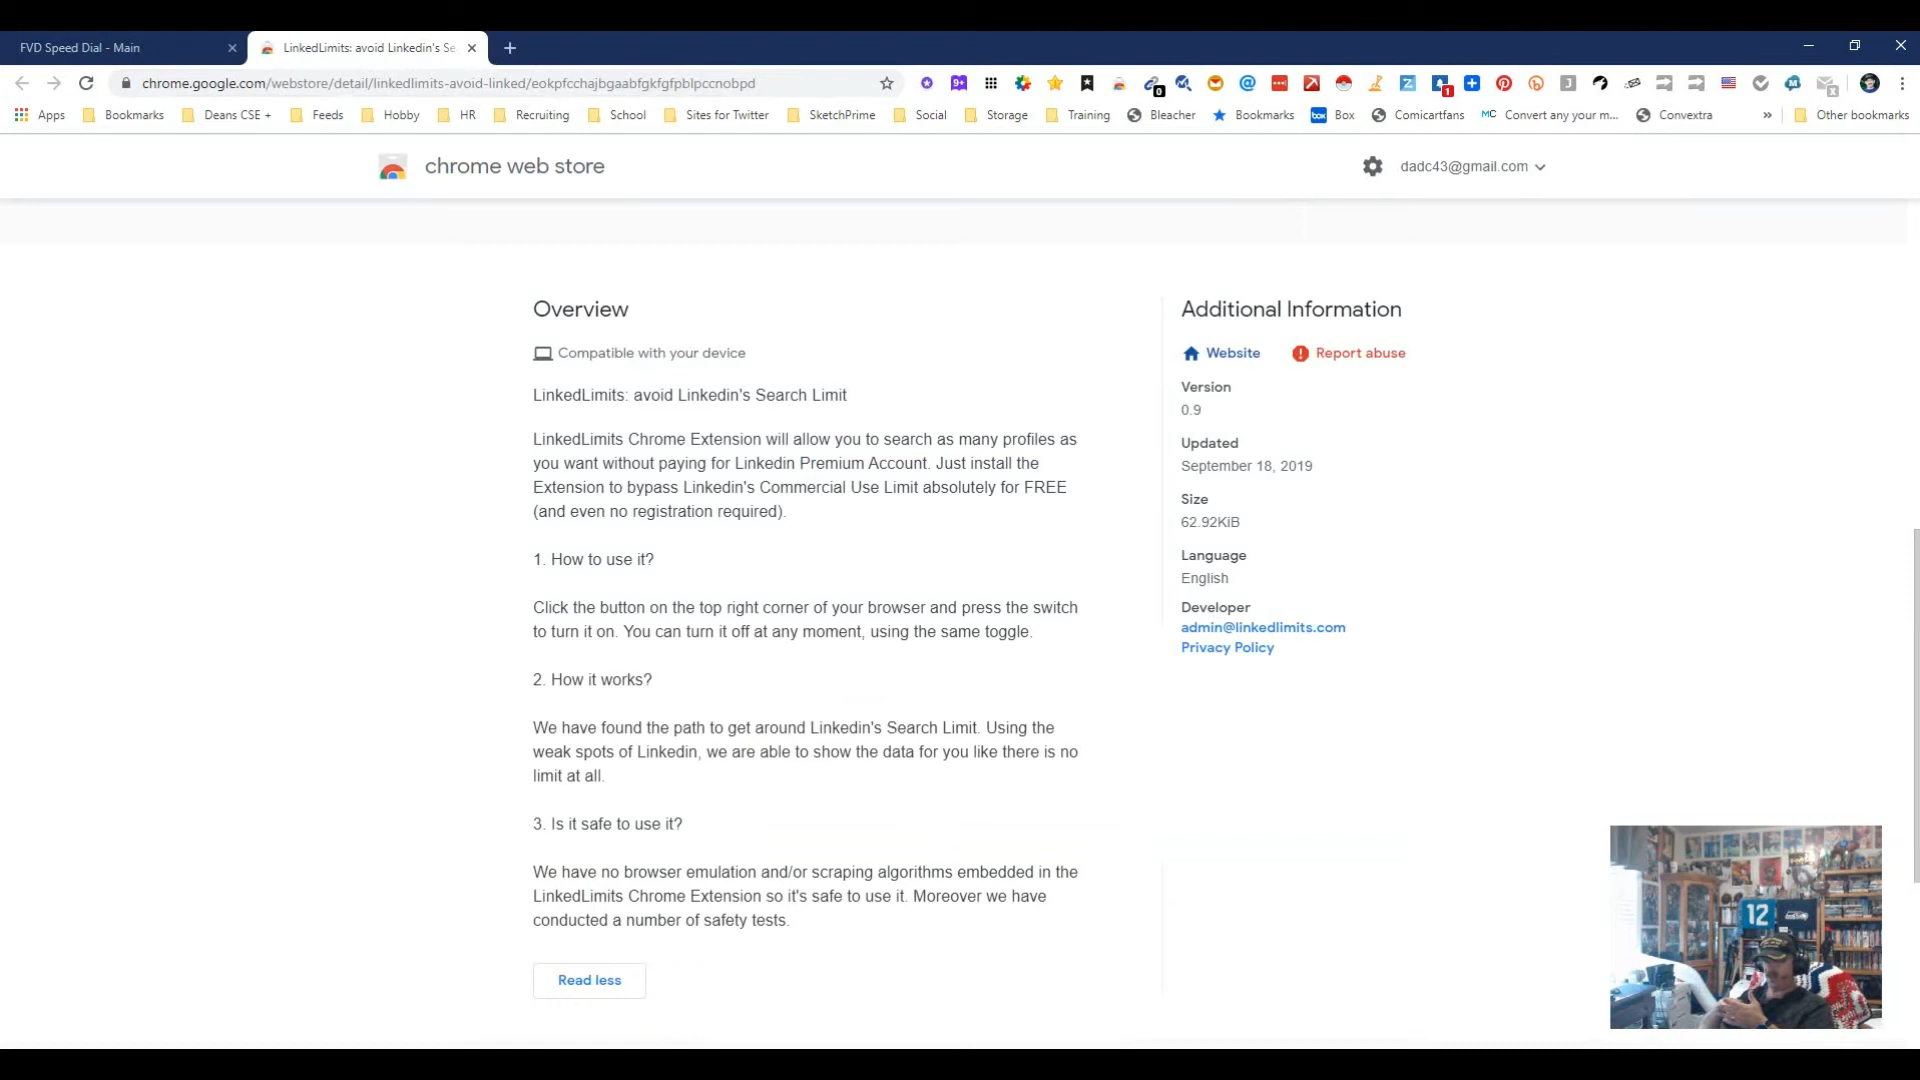 FVD Speed Dial - Main
LinkedLimits: avoid Linkedin's Se
chrome.google.com/webstore/detail/linkedlimits-avoid-linked/eokpfcchajbgaabfgkfgfpblpccnobpd
9+
0
1
J
Apps
Bookmarks
Deans CSE +
Feeds
Hobby
HR
Recruiting
School
Sites for Twitter
SketchPrime
Social
Storage
Training
Bleacher
Bookmarks
box
Box
Comicartfans
MC
Convert any your m...
Convextra
»
Other bookmarks
chrome web store
dadc43@gmail.com
Overview
Compatible with your device
LinkedLimits: avoid Linkedin's Search Limit
LinkedLimits Chrome Extension will allow you to search as many profiles as
you want without paying for Linkedin Premium Account. Just install the
Extension to bypass Linkedin's Commercial Use Limit absolutely for FREE
(and even no registration required).
1. How to use it?
Click the button on the top right corner of your browser and press the switch
to turn it on. You can turn it off at any moment, using the same toggle.
2. How it works?
We have found the path to get around Linkedin's Search Limit. Using the
weak spots of Linkedin, we are able to show the data for you like there is no
limit at all.
3. Is it safe to use it?
We have no browser emulation and/or scraping algorithms embedded in the
LinkedLimits Chrome Extension so it's safe to use it. Moreover we have
conducted a number of safety tests.
Read less
Additional Information
Website
Report abuse
Version
0.9
Updated
September 18, 2019
Size
62.92KiB
Language
English
Developer
admin@linkedlimits.com
Privacy Policy
12